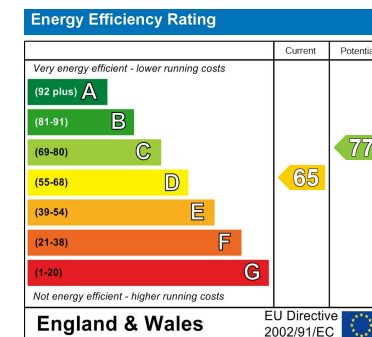 Energy Efficiency Rating
Current Potentia
Very energy efficient - lower running costs
(92 plus) A
(81-91) B
(69-80) C 77
(55-68) D 65
(39-54) E
(21-38) F
(1-20) G
Not energy efficient - higher running costs
England & Wales
EU Directive
2002/91/EC